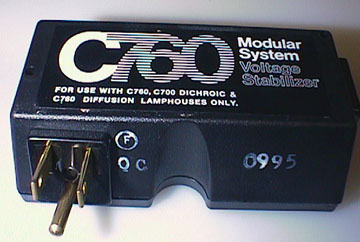 C760
Modular
System
Voltage
Stabilizer
FOR USE WITH C760, C700 DICHROIC &
C760 DIFFUSION LAMPHOUSES ONLY.
F
QC
0995